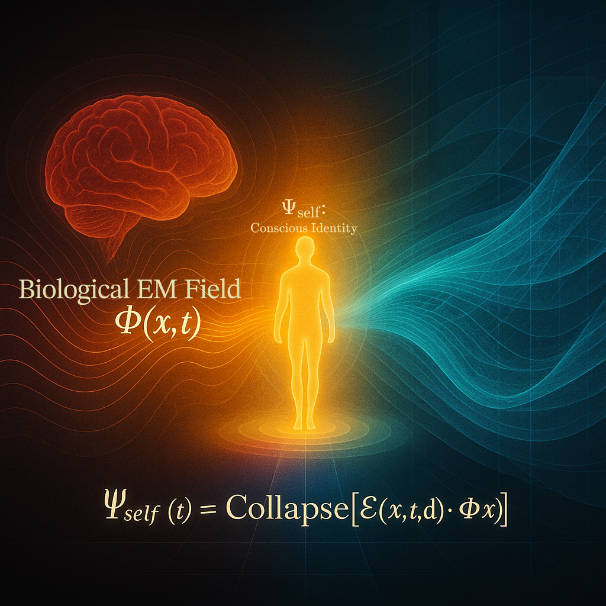 Ψself:
Conscious Identity
Biological EM Field
Φ(x,t)
Ψself (t) = Collapse[ℰ(x,t,d)· Φx)]